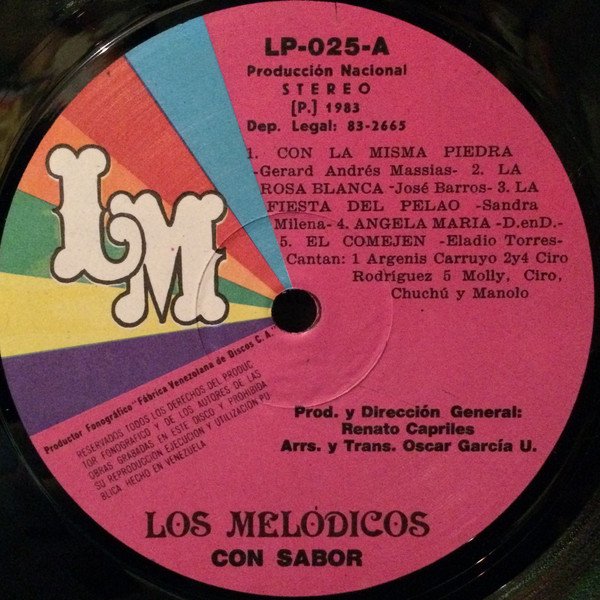 LP-025-A
Producción Nacional
STEREO
[P.] 1983
Dep. Legal: 83-2665
1. CON LA MISMA PIEDRA
-Gerard Andrés Massias- 2. LA
ROSA BLANCA -José Barros- 3. LA
FIESTA DEL PELAO -Sandra
Milena- 4. ANGELA MARIA -D.enD.-
5. EL COMEJEN -Eladio Torres-
Cantan: 1 Argenis Carruyo 2y4 Ciro
Rodríguez 5 Molly, Ciro,
Chuchú y Manolo
LM
Productor Fonográfico "Fábrica Venezolana de Discos C.A."
RESERVADOS TODOS LOS DERECHOS DEL PRODUC-
TOR FONOGRAFICO Y DE LOS AUTORES DE LAS
OBRAS GRABADAS EN ESTE DISCO Y PROHIBIDA
SU REPRODUCCION EJECUCION Y UTILIZACION PU-
BLICA HECHO EN VENEZUELA
Prod. y Dirección General:
Renato Capriles
Arrs. y Trans. Oscar García U.
LOS MELÓDICOS
CON SABOR